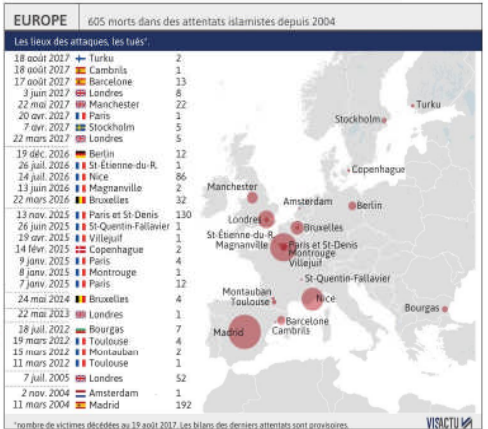 EUROPE 605 morts dans des attentats islamistes depuis 2004
Les lieux des attaques, les tués*.
18 août 2017 Turku 2
18 août 2017 Cambrils 1
17 août 2017 Barcelone 13
3 juin 2017 Londres 8
22 mai 2017 Manchester 22
20 avr. 2017 Paris 1
7 avr. 2017 Stockholm 5
22 mars 2017 Londres 5
19 déc. 2016 Berlin 12
26 juil. 2016 St-Étienne-du-R. 1
14 juil. 2016 Nice 86
13 juin 2016 Magnanville 2
22 mars 2016 Bruxelles 32
13 nov. 2015 Paris et St-Denis 130
26 juin 2015 St-Quentin-Fallavier 1
19 avr. 2015 Villejuif 1
14 févr. 2015 Copenhague 2
9 janv. 2015 Paris 4
8 janv. 2015 Montrouge 1
7 janv. 2015 Paris 12
24 mai 2014 Bruxelles 4
22 mai 2013 Londres 1
18 juil. 2012 Bourgas 7
19 mars 2012 Toulouse 4
15 mars 2012 Montauban 2
11 mars 2012 Toulouse 1
7 juil. 2005 Londres 52
2 nov. 2004 Amsterdam 1
11 mars 2004 Madrid 192
Turku
Stockholm
Copenhague
Manchester
Amsterdam
Berlin
Londres
Bruxelles
St-Étienne-du-R.
Magnanville
Paris et St-Denis
Montrouge
Villejuif
St-Quentin-Fallavier
Montauban
Toulouse
Nice
Bourgas
Barcelone
Cambrils
Madrid
*nombre de victimes décédées au 19 août 2017. Les bilans des derniers attentats sont provisoires.
VISACTU